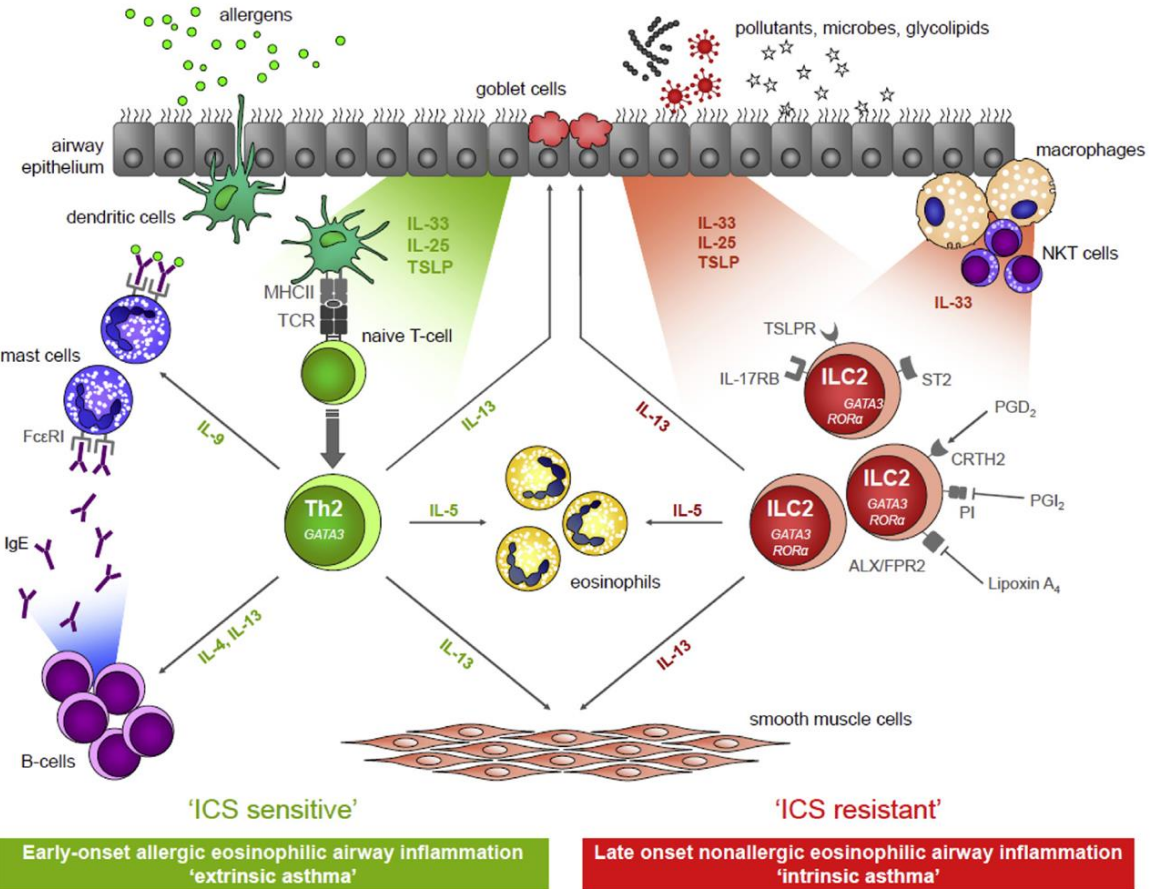 allergens
pollutants, microbes, glycolipids
goblet cells
airway
epithelium
macrophages
dendritic cells
IL-33
IL-25
TSLP
IL-33
IL-25
TSLP
NKT cells
MHCII
TCR
naive T-cell
IL-33
mast cells
TSLPR
IL-17RB
ILC2
GATA3
RORα
ST2
FcεRI
IL-9
IL-13
IL-13
PGD2
CRTH2
ILC2
GATA3
RORα
PI
PGI2
Th2
GATA3
IL-5
IL-5
ILC2
GATA3
RORα
IgE
eosinophils
ALX/FPR2
Lipoxin A4
IL-4, IL-13
IL-13
IL-13
smooth muscle cells
B-cells
‘ICS sensitive’
‘ICS resistant’
Early-onset allergic eosinophilic airway inflammation
‘extrinsic asthma’
Late onset nonallergic eosinophilic airway inflammation
‘intrinsic asthma’